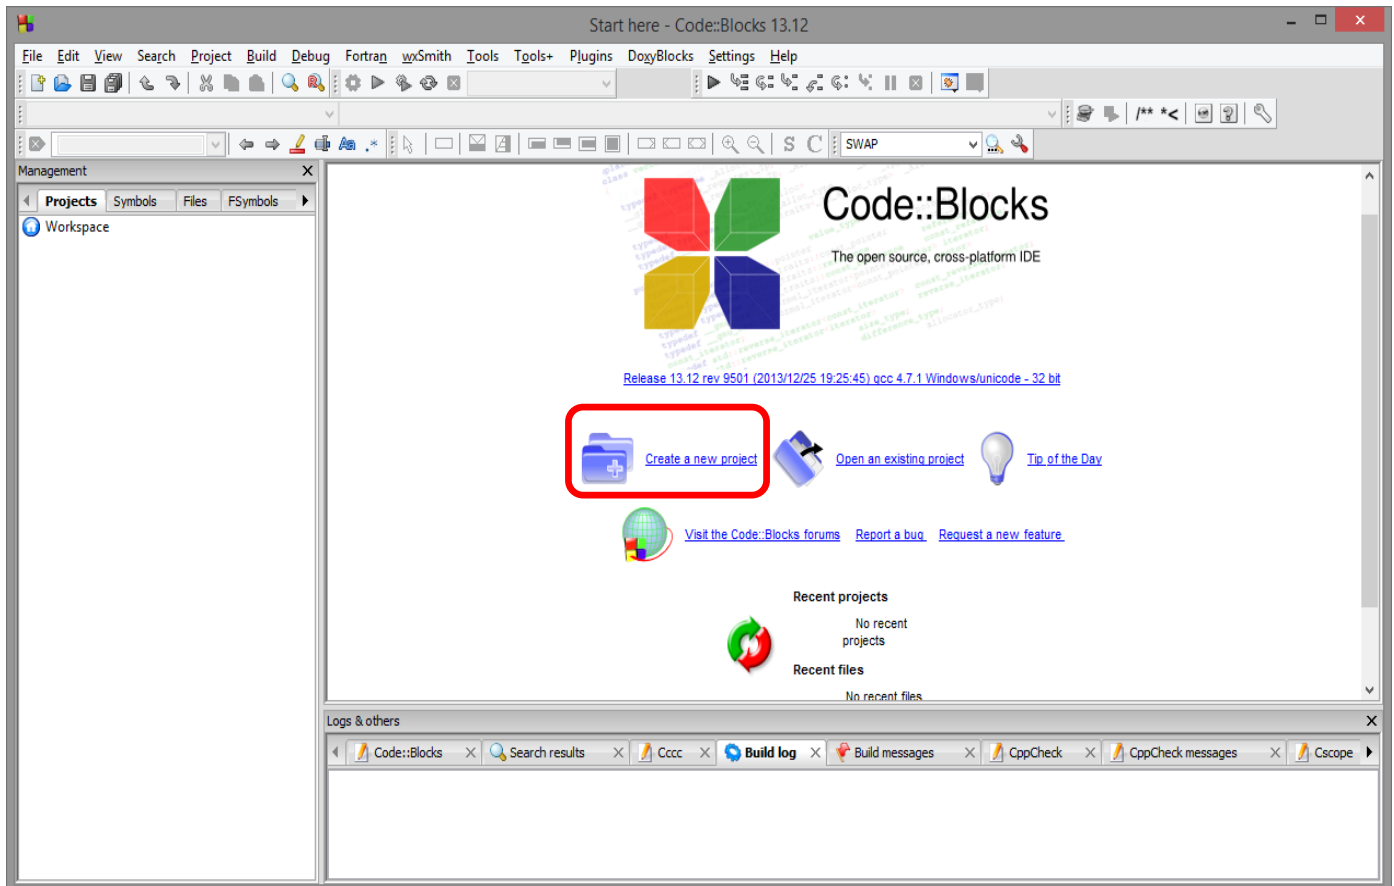 Start here - Code::Blocks 13.12
File Edit View Search Project Build Debug Fortran wxSmith Tools Tools+ Plugins DoxyBlocks Settings Help
/** *<
S C SWAP
Management
Projects Symbols Files FSymbols
Workspace
Code::Blocks
The open source, cross-platform IDE
Release 13.12 rev 9501 (2013/12/25 19:25:45) gcc 4.7.1 Windows/unicode - 32 bit
Create a new project Open an existing project Tip of the Day
Visit the Code::Blocks forums Report a bug Request a new feature
Recent projects
No recent
projects
Recent files
No recent files
Logs & others
Code::Blocks Search results Cccc Build log Build messages CppCheck CppCheck messages Cscope